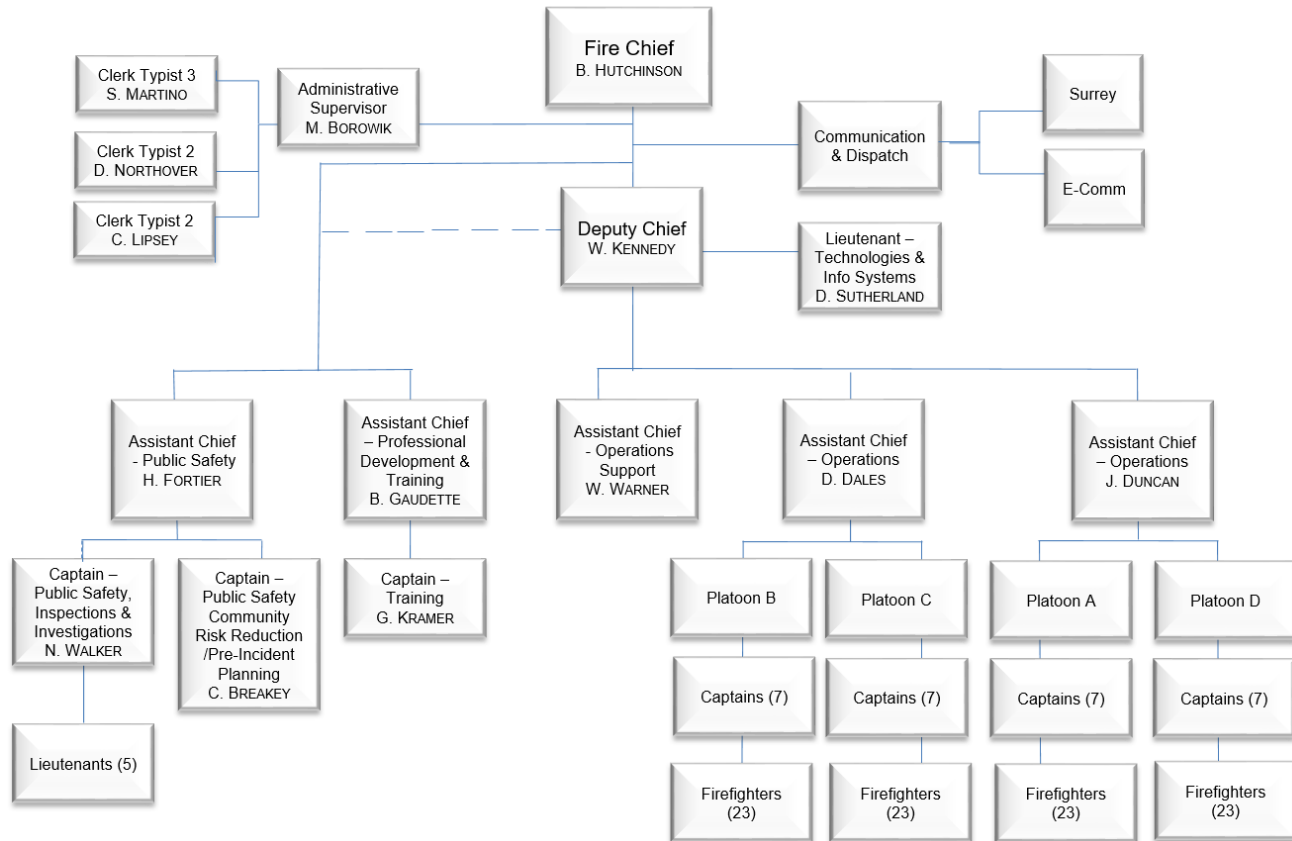 Fire Chief
B. HUTCHINSON
Clerk Typist 3
S. MARTINO
Administrative
Supervisor
M. BOROWIK
Surrey
Communication
& Dispatch
Clerk Typist 2
D. NORTHOVER
E-Comm
Clerk Typist 2
C. LIPSEY
Deputy Chief
W. KENNEDY
Lieutenant –
Technologies &
Info Systems
D. SUTHERLAND
Assistant Chief
- Public Safety
H. FORTIER
Assistant Chief
– Professional
Development &
Training
B. GAUDETTE
Assistant Chief
- Operations
Support
W. WARNER
Assistant Chief
– Operations
D. DALES
Assistant Chief
– Operations
J. DUNCAN
Captain –
Public Safety,
Inspections &
Investigations
N. WALKER
Captain –
Public Safety
Community
Risk Reduction
/Pre-Incident
Planning
C. BREAKEY
Captain –
Training
G. KRAMER
Platoon B
Platoon C
Platoon A
Platoon D
Captains (7)
Captains (7)
Captains (7)
Captains (7)
Lieutenants (5)
Firefighters
(23)
Firefighters
(23)
Firefighters
(23)
Firefighters
(23)